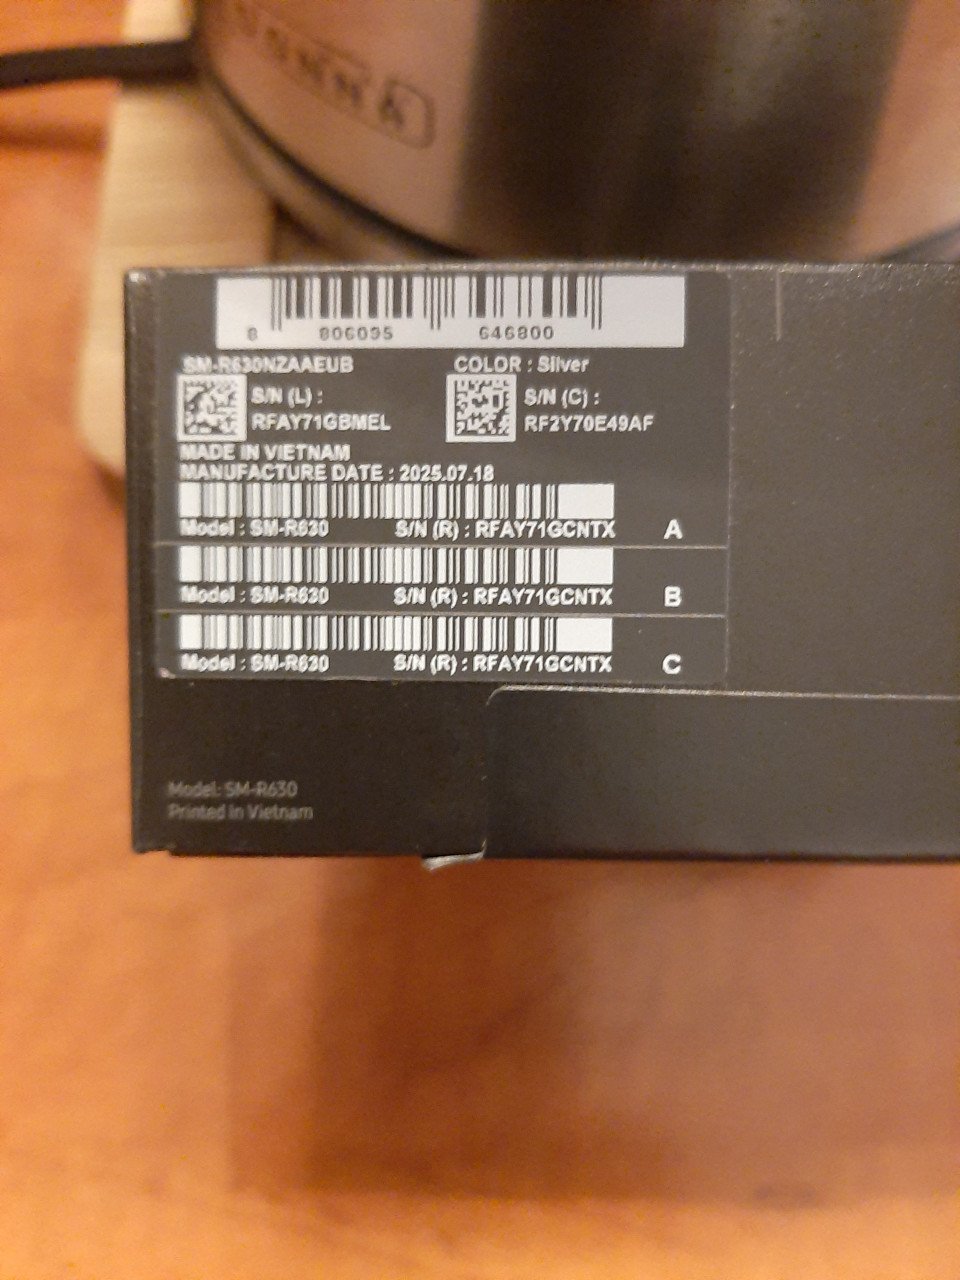 8 806095 646800
SM-R630NZAAEUB COLOR : Silver
S/N (L) : S/N (C) :
RFAY71GBMEL RF2Y70E49AF
MADE IN VIETNAM
MANUFACTURE DATE : 2025.07.18
Model : SM-R630 S/N (R) : RFAY71GCNTX A
Model : SM-R630 S/N (R) : RFAY71GCNTX B
Model : SM-R630 S/N (R) : RFAY71GCNTX C
Model: SM-R630
Printed in Vietnam